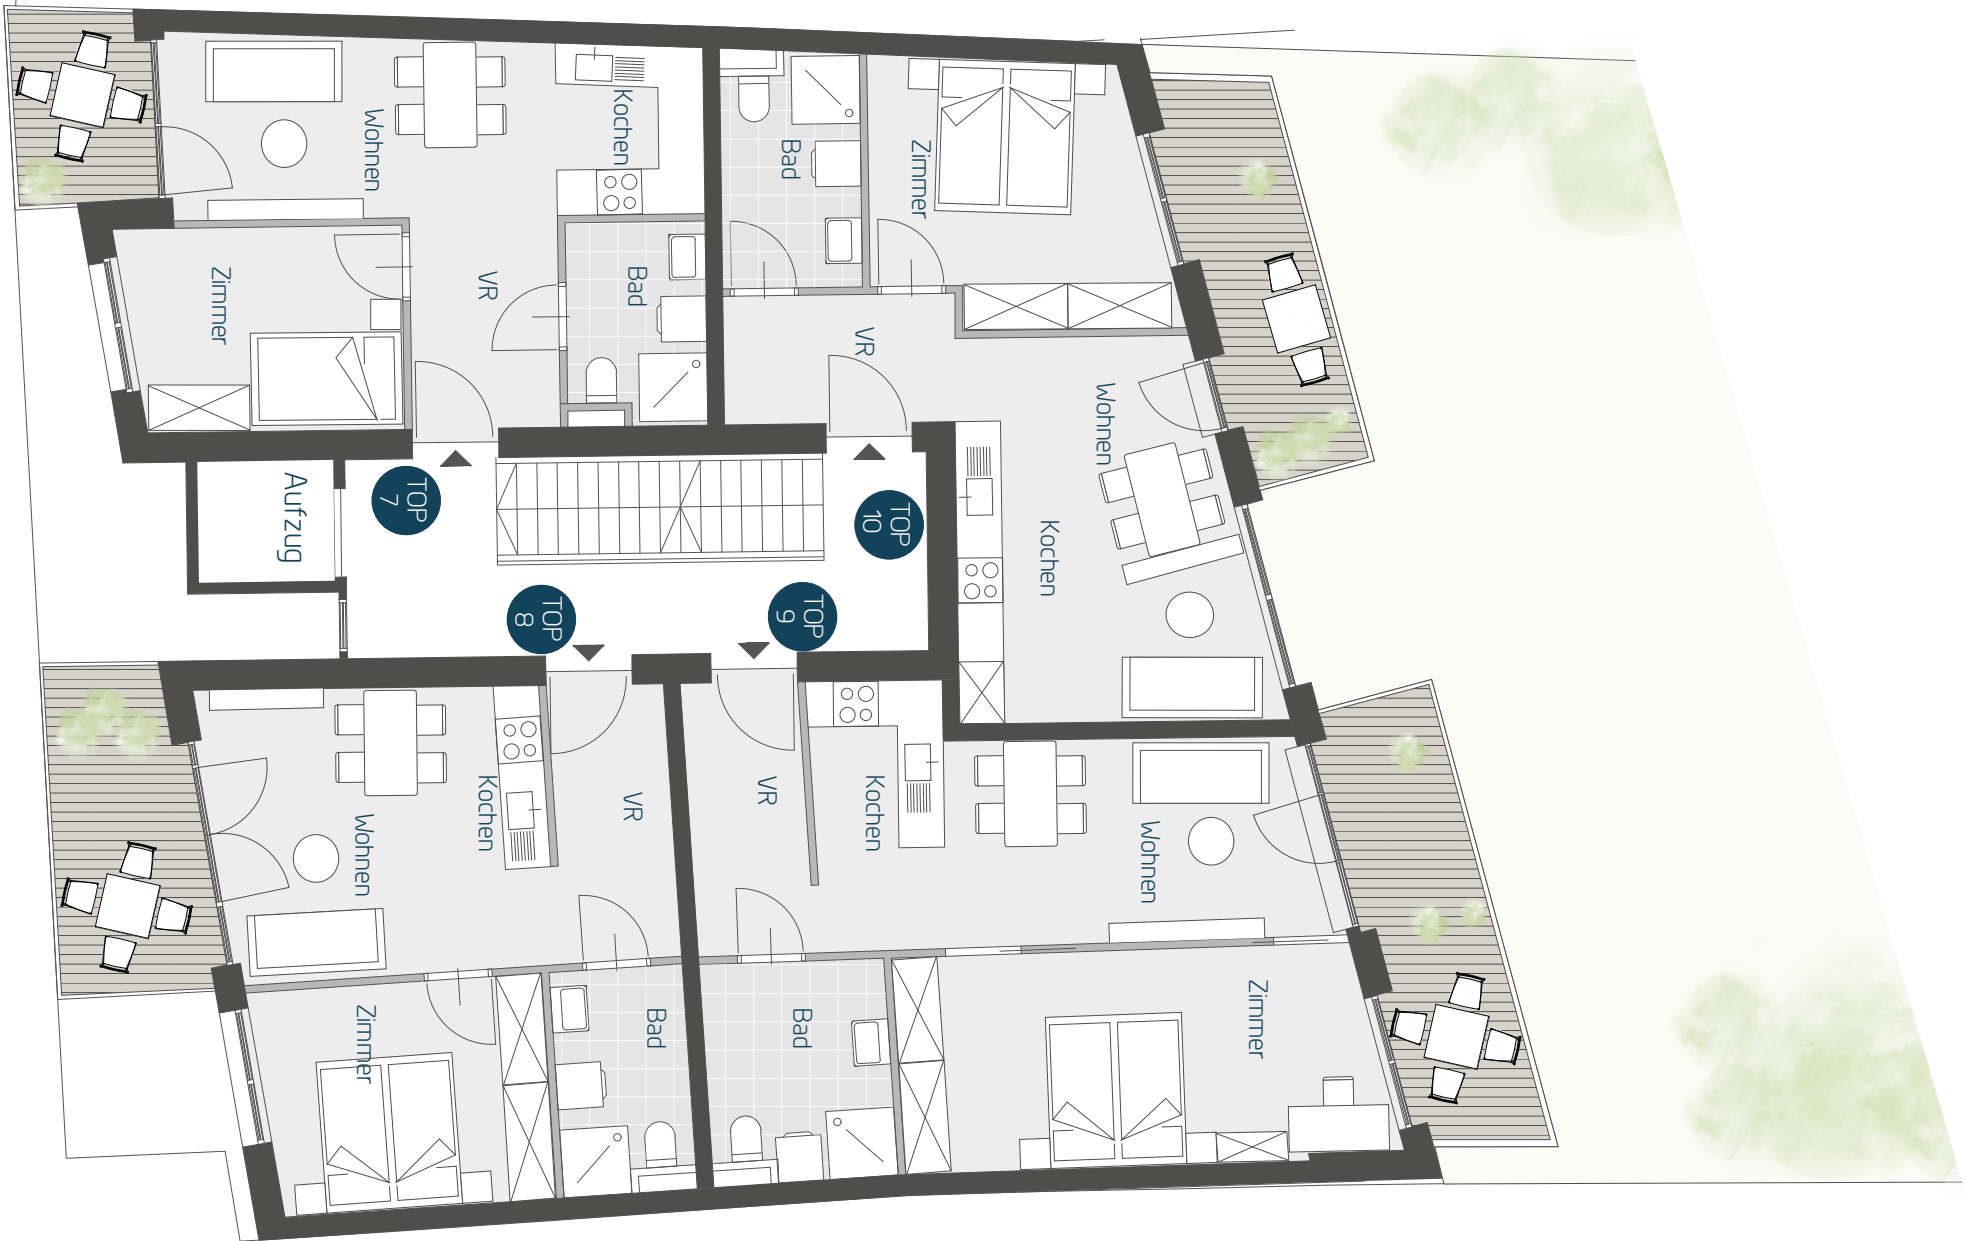 Wohnen
Kochen
Bad
Zimmer
Zimmer
VR
Bad
VR
Wohnen
Kochen
Aufzug
TOP
7
TOP
10
TOP
8
TOP
9
Wohnen
Kochen
VR
VR
Kochen
Wohnen
Zimmer
Bad
Bad
Zimmer